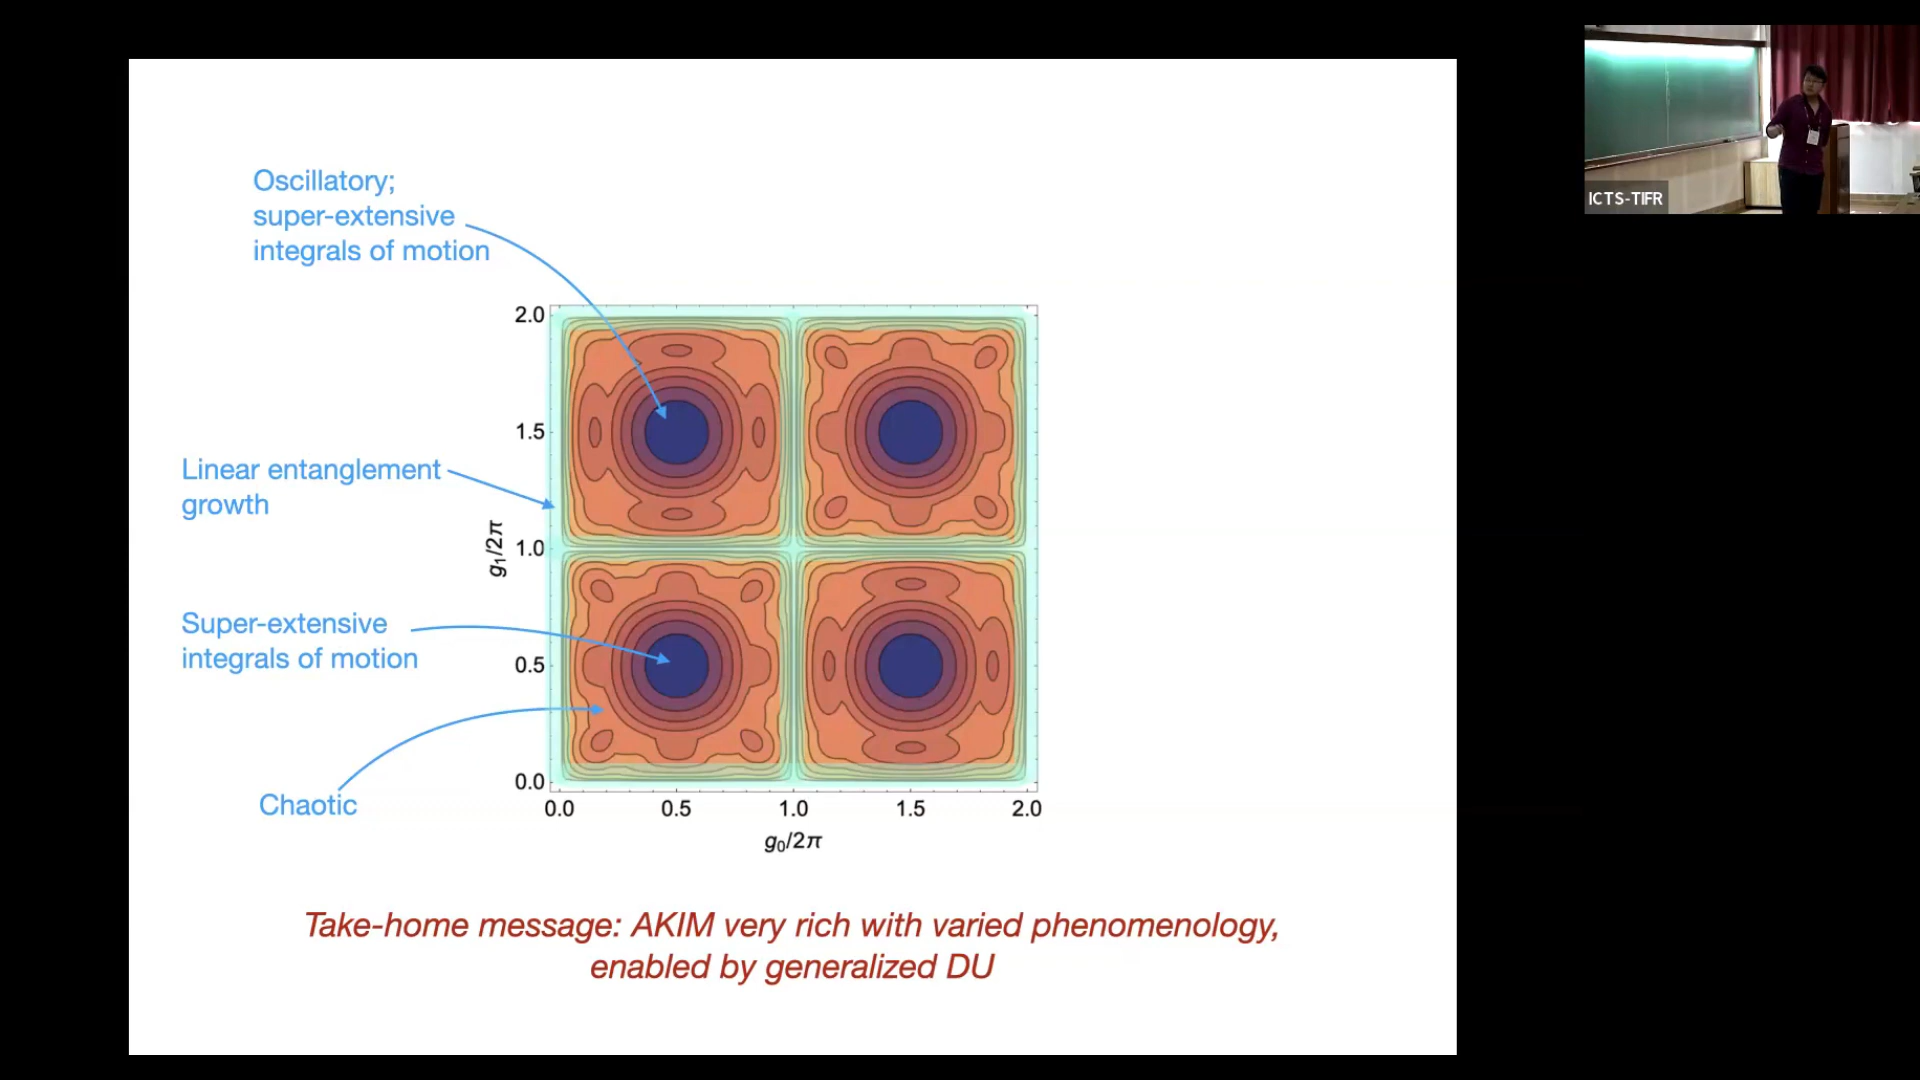 Oscillatory;
super-extensive
integrals of motion
Linear entanglement
growth
Super-extensive
integrals of motion
Chaotic
g₁/2π
2.0
1.5
1.0
0.5
0.0
0.0 0.5 1.0 1.5 2.0
g₀/2π
Take-home message: AKIM very rich with varied phenomenology,
enabled by generalized DU
ICTS-TIFR